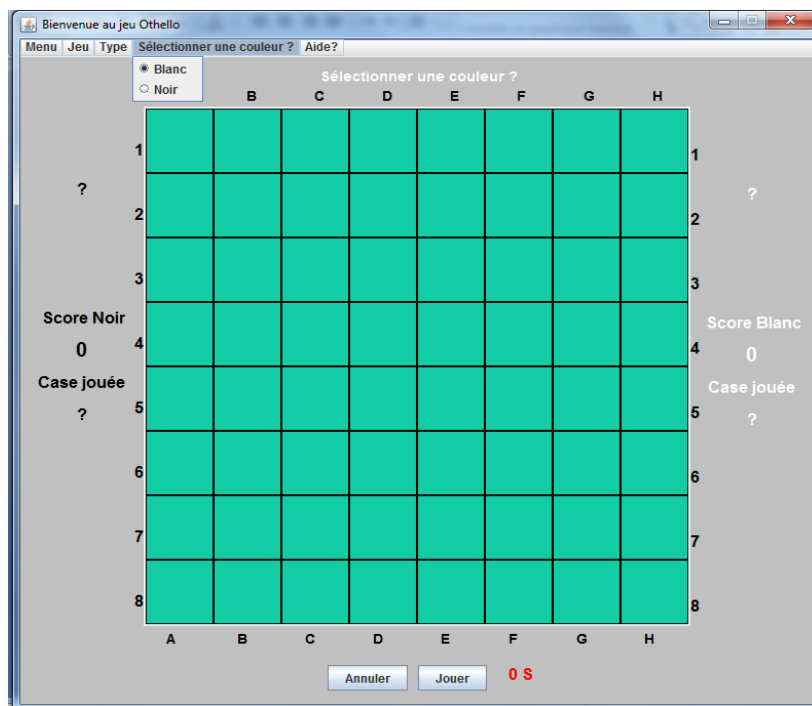 Bienvenue au jeu Othello
Menu Jeu Type Sélectionner une couleur ? Aide?
Blanc
Noir
Sélectionner une couleur ?
B C D E F G H
1 1
? ?
2 2
3 3
Score Noir Score Blanc
0 4 4 0
Case jouée Case jouée
? 5 5 ?
6 6
7 7
8 8
A B C D E F G H
Annuler Jouer 0 S